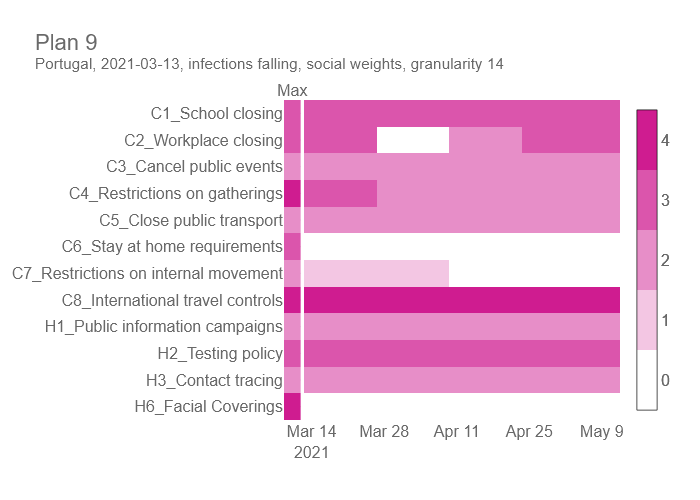 Plan 9
Portugal, 2021-03-13, infections falling, social weights, granularity 14
Max
C1_School closing
C2_Workplace closing
C3_Cancel public events
C4_Restrictions on gatherings
C5_Close public transport
C6_Stay at home requirements
C7_Restrictions on internal movement
C8_International travel controls
H1_Public information campaigns
H2_Testing policy
H3_Contact tracing
H6_Facial Coverings
Mar 14 Mar 28 Apr 11 Apr 25 May 9
2021
4
3
2
1
0